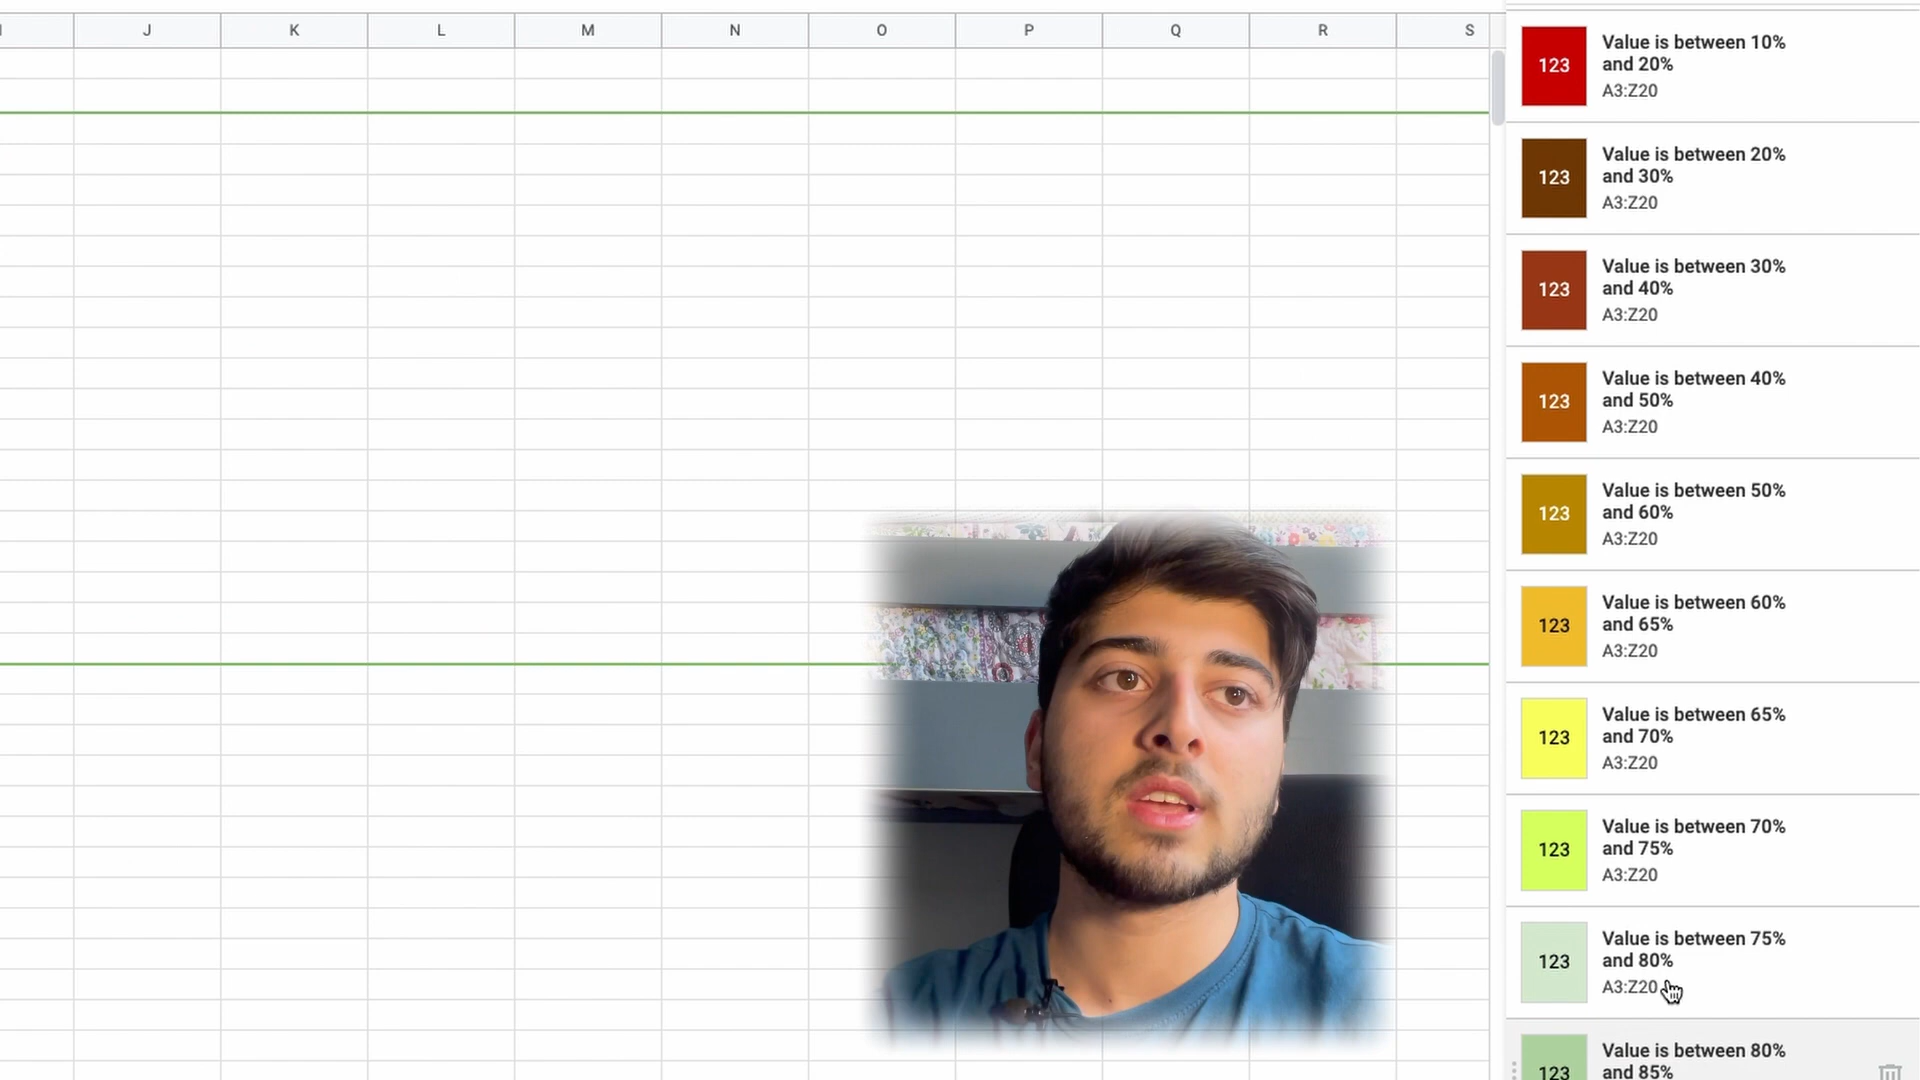 J K L M N O P Q R S
123 Value is between 10%
and 20%
A3:Z20
123 Value is between 20%
and 30%
A3:Z20
123 Value is between 30%
and 40%
A3:Z20
123 Value is between 40%
and 50%
A3:Z20
123 Value is between 50%
and 60%
A3:Z20
123 Value is between 60%
and 65%
A3:Z20
123 Value is between 65%
and 70%
A3:Z20
123 Value is between 70%
and 75%
A3:Z20
123 Value is between 75%
and 80%
A3:Z20
123 Value is between 80%
and 85%